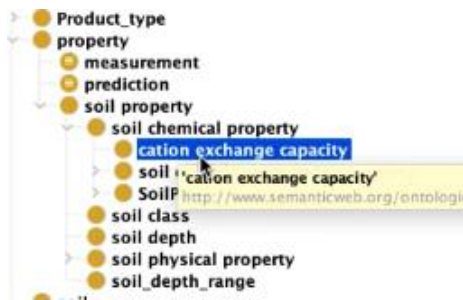 Product_type
property
measurement
prediction
soil property
soil chemical property
cation exchange capacity
soil
'cation exchange capacity'
SoilP
http://www.semanticweb.org/ontologi
soil class
soil depth
soil physical property
soil_depth_range